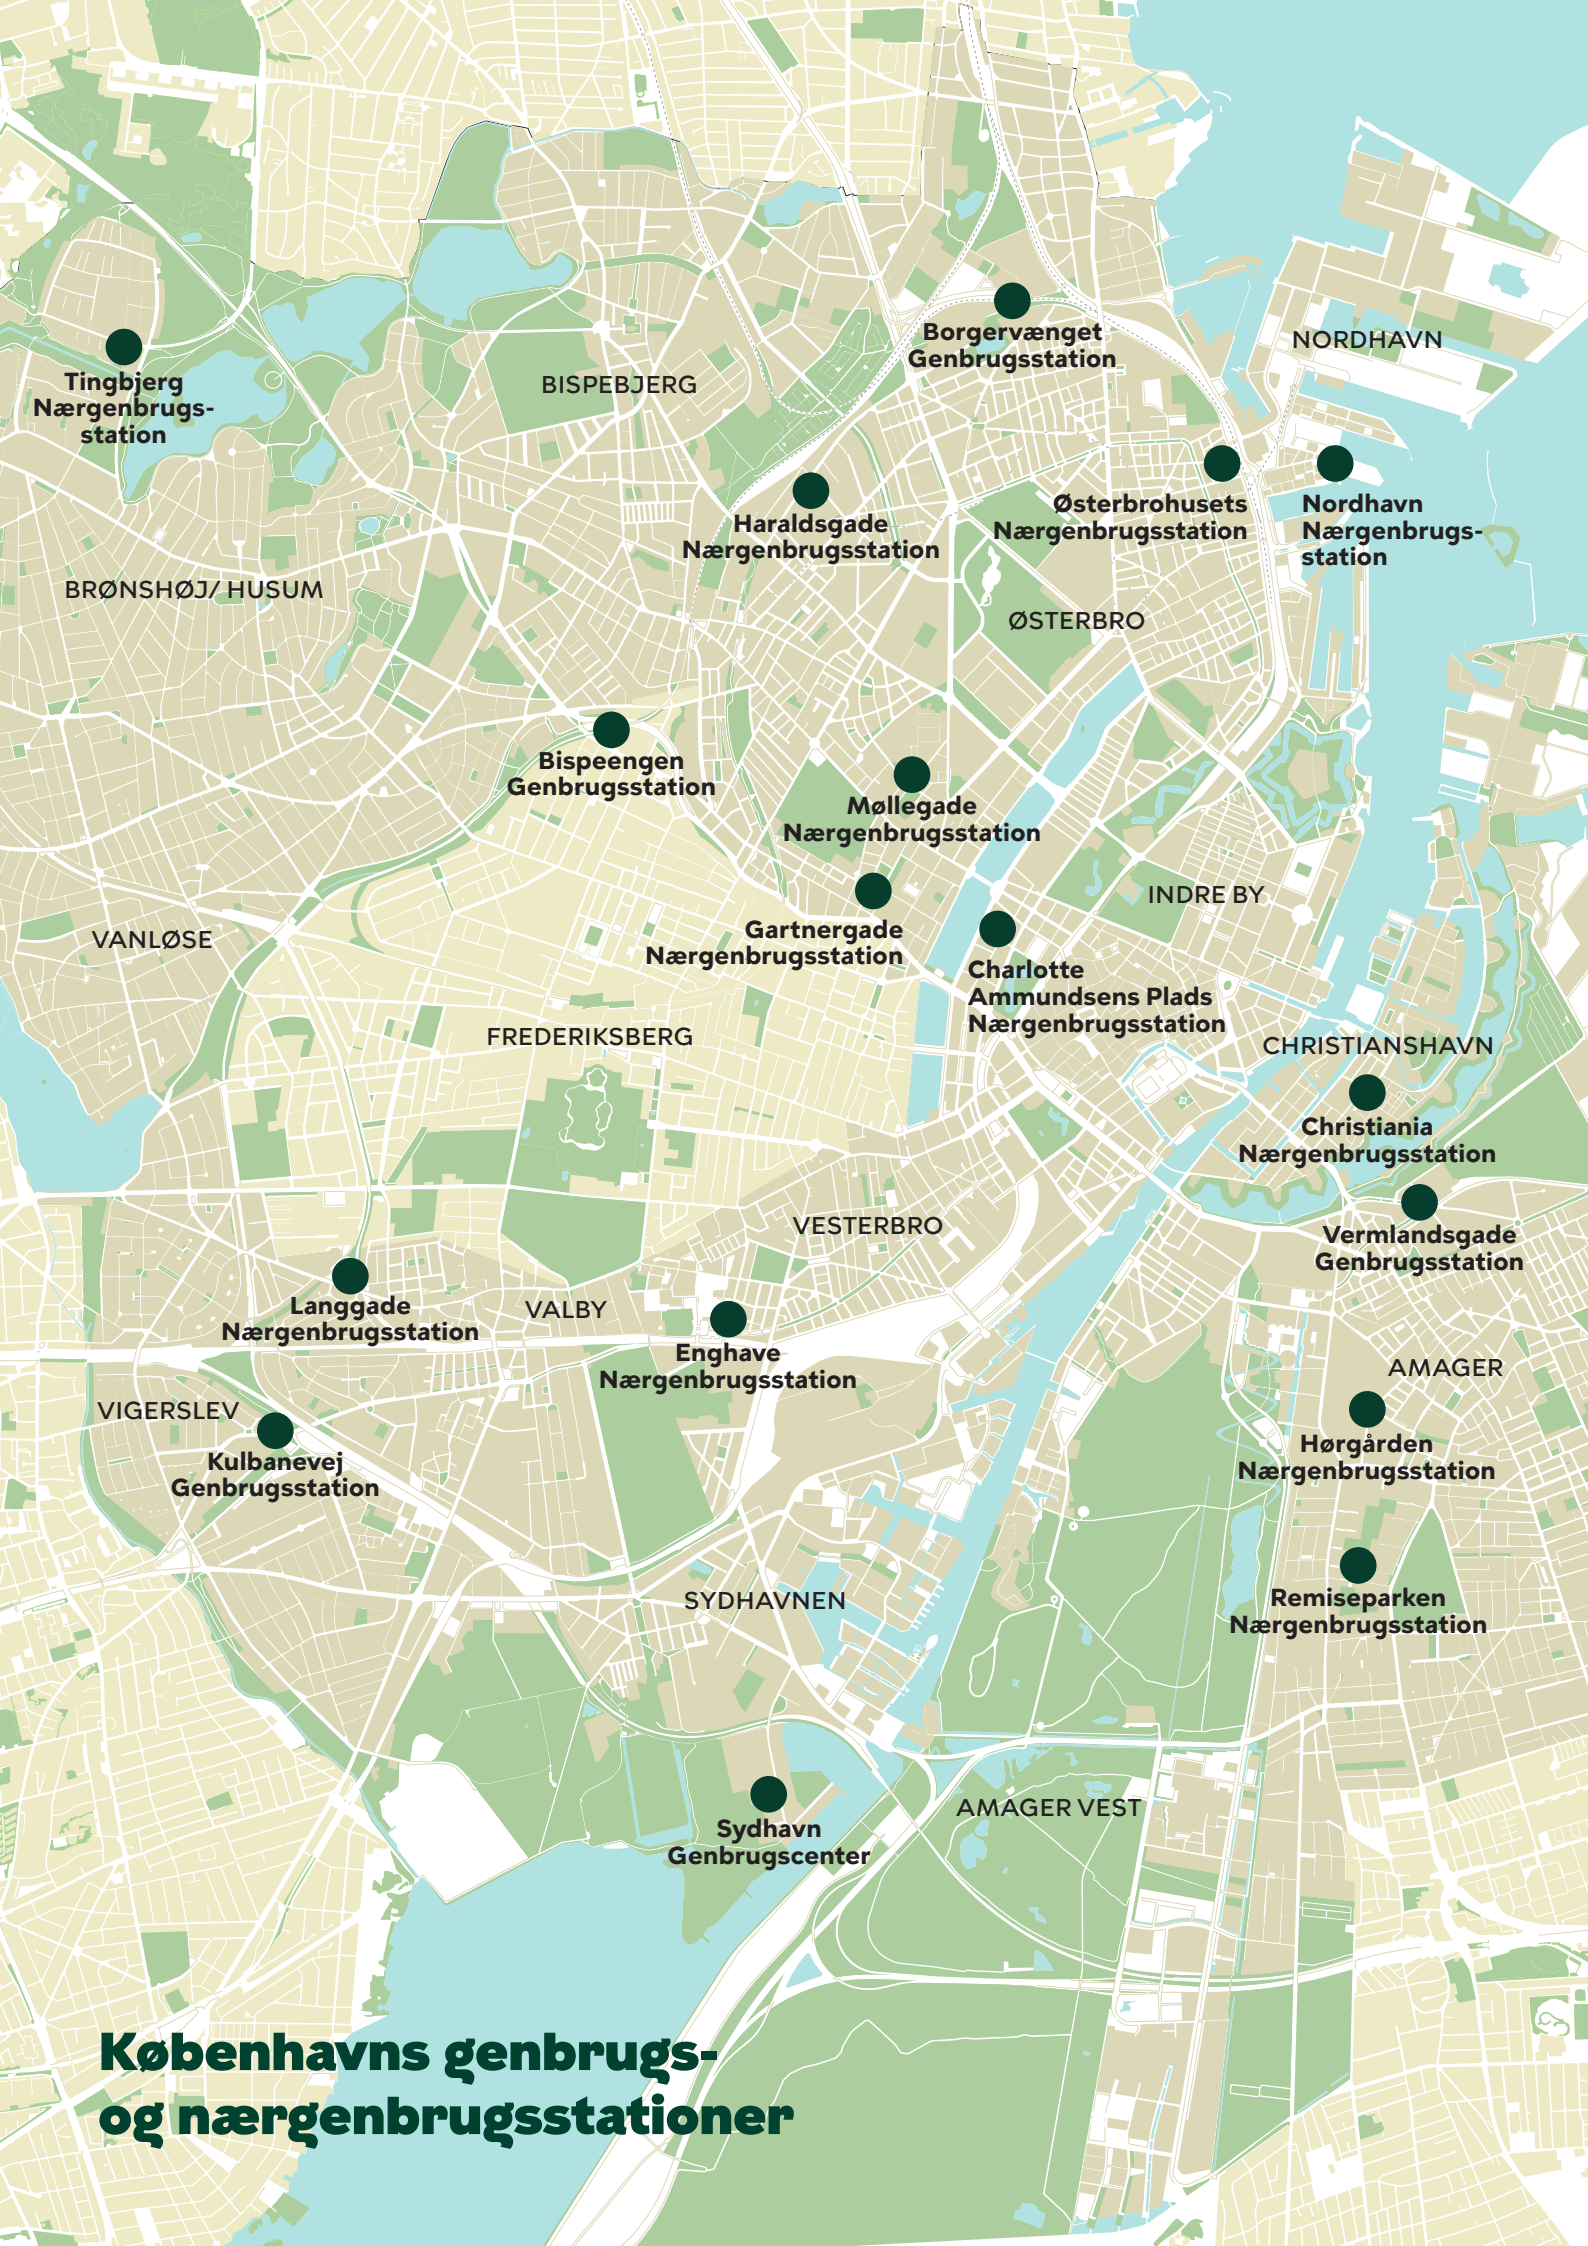 Borgervænget
Genbrugsstation
NORDHAVN
Tingbjerg
Nærgenbrugs-
station
BISPEBJERG
Haraldsgade
Nærgenbrugsstation
Østerbrohusets
Nærgenbrugsstation
Nordhavn
Nærgenbrugs-
station
BRØNSHØJ/ HUSUM
ØSTERBRO
Bispeengen
Genbrugsstation
Møllegade
Nærgenbrugsstation
INDRE BY
VANLØSE
Gartnergade
Nærgenbrugsstation
Charlotte
Ammundsens Plads
Nærgenbrugsstation
FREDERIKSBERG
CHRISTIANSHAVN
Christiania
Nærgenbrugsstation
VESTERBRO
Vermlandsgade
Genbrugsstation
Langgade
Nærgenbrugsstation
VALBY
Enghave
Nærgenbrugsstation
AMAGER
VIGERSLEV
Kulbanevej
Genbrugsstation
Hørgården
Nærgenbrugsstation
SYDHAVNEN
Remiseparken
Nærgenbrugsstation
AMAGER VEST
Sydhavn
Genbrugscenter
Københavns genbrugs-
og nærgenbrugsstationer